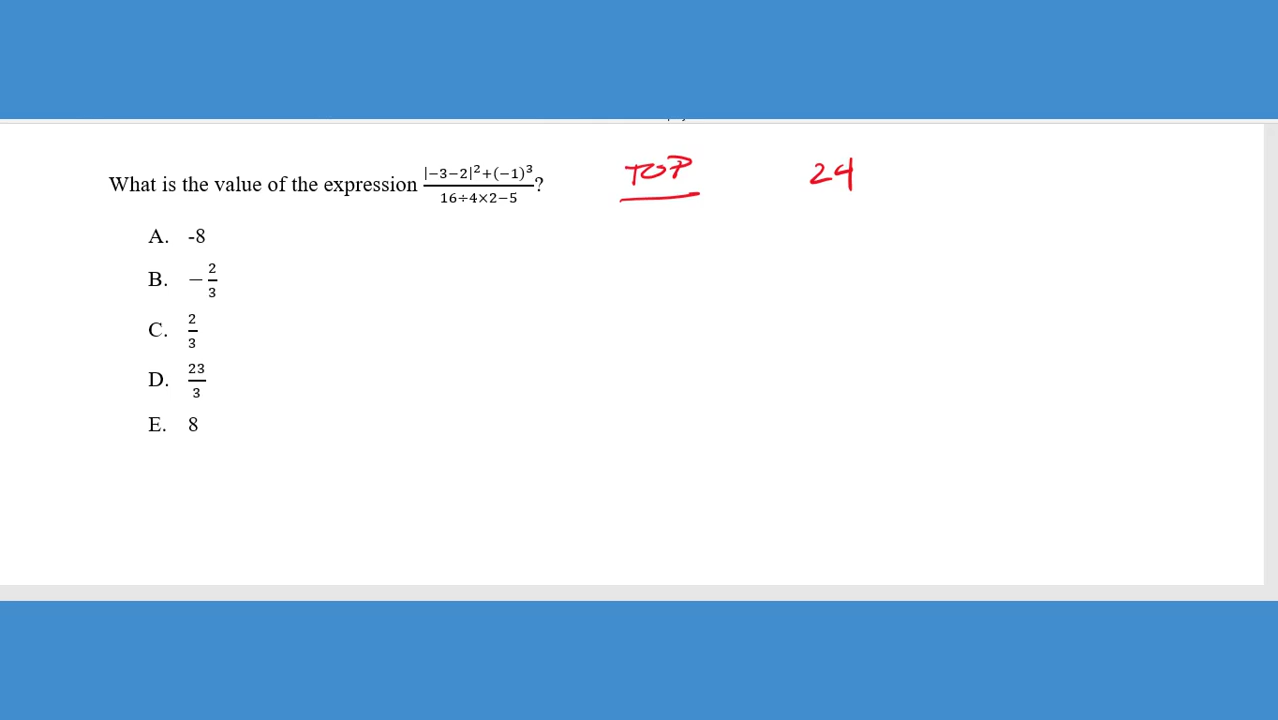 What is the value of the expression |−3−2|²+(−1)³ / 16÷4×2−5? TOP 24
A. -8
B. −2/3
C. 2/3
D. 23/3
E. 8